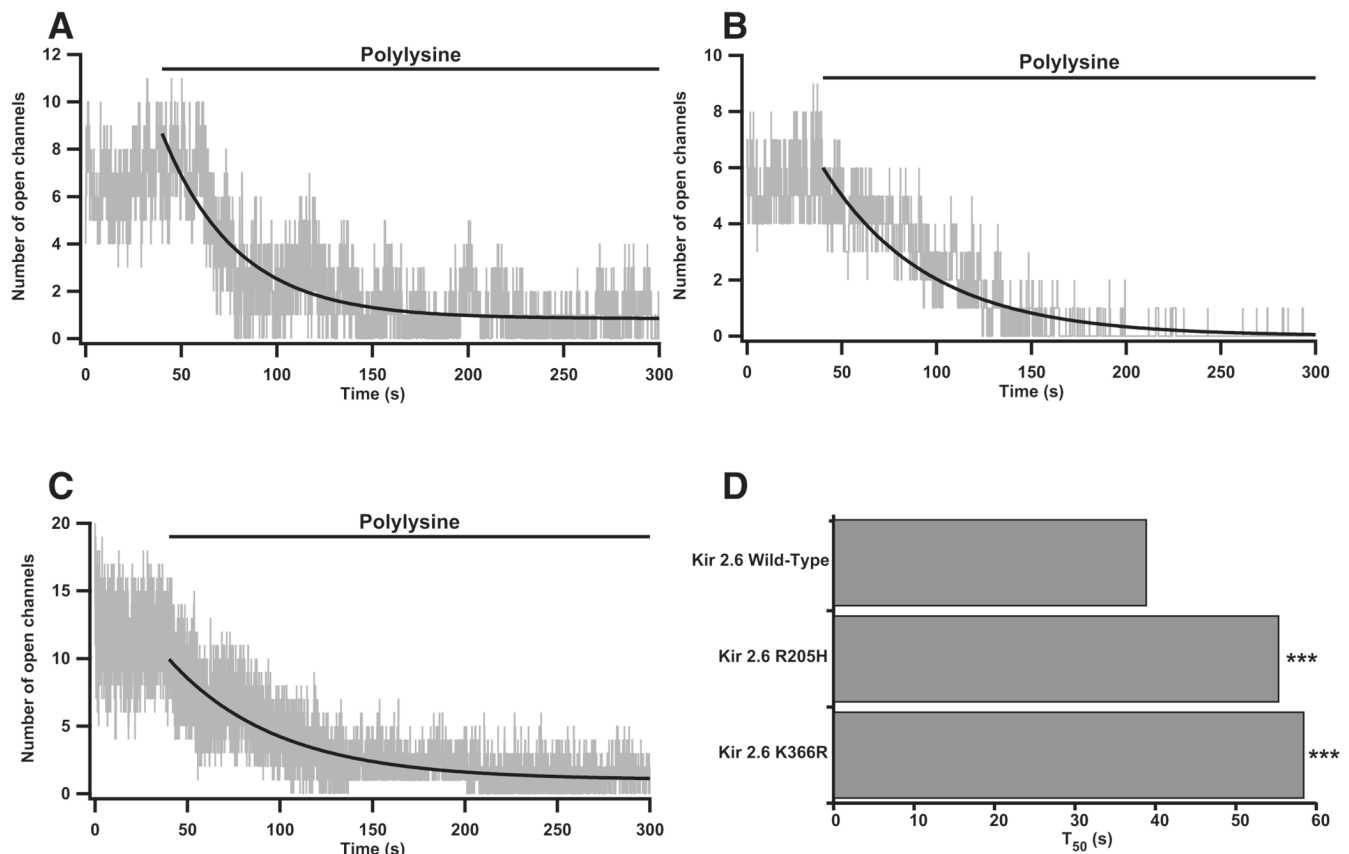 A
Polylysine
12
10
8
6
4
2
0
Number of open channels
0 50 100 150 200 250 300
Time (s)
B
Polylysine
10
8
6
4
2
0
Number of open channels
0 50 100 150 200 250 300
Time (s)
C
Polylysine
20
15
10
5
0
Number of open channels
0 50 100 150 200 250 300
Time (s)
D
Kir 2.6 Wild-Type
Kir 2.6 R205H ***
Kir 2.6 K366R ***
0 10 20 30 40 50 60
T50 (s)